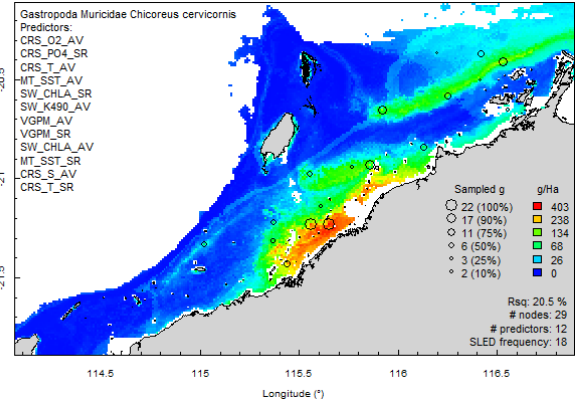 Gastropoda Muricidae Chicoreus cervicornis
Predictors:
CRS_O2_AV
CRS_PO4_SR
CRS_T_AV
MT_SST_AV
SW_CHLA_SR
SW_K490_AV
VGPM_AV
VGPM_SR
SW_CHLA_AV
MT_SST_SR
CRS_S_AV
CRS_T_SR
-20.5
-21
-21.5
Sampled g g/Ha
22 (100%) 403
17 (90%) 238
11 (75%) 134
6 (50%) 68
3 (25%) 26
2 (10%) 0
Rsq: 20.5 %
# nodes: 29
# predictors: 12
SLED frequency: 18
114.5 115 115.5 116 116.5
Longitude (°)